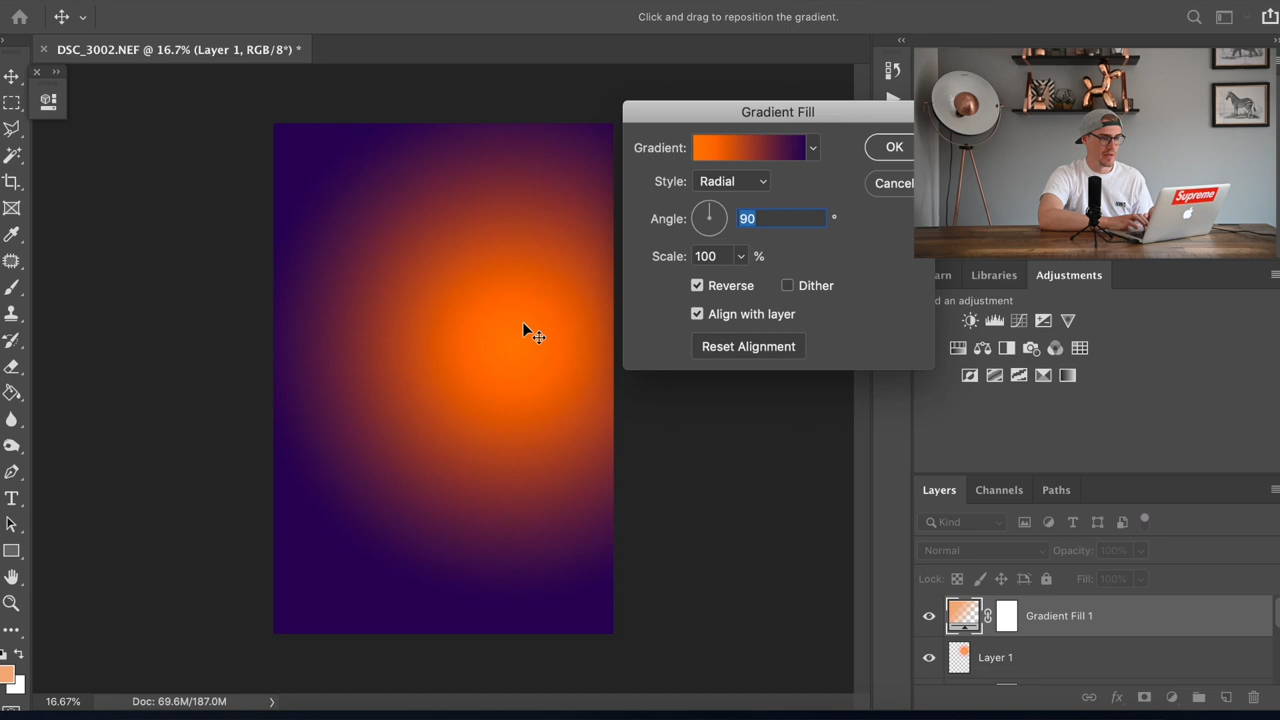 Click and drag to reposition the gradient.
DSC_3002.NEF @ 16.7% (Layer 1, RGB/8*) *
Gradient Fill
Gradient:
OK
Style: Radial
Cancel
Angle: 90 °
Scale: 100 %
Reverse Dither
Align with layer
Reset Alignment
Supreme
arn Libraries Adjustments
d an adjustment
Layers Channels Paths
Kind
Normal Opacity: 100%
Lock: Fill: 100%
Gradient Fill 1
Layer 1
T
16.67% Doc: 69.6M/187.0M